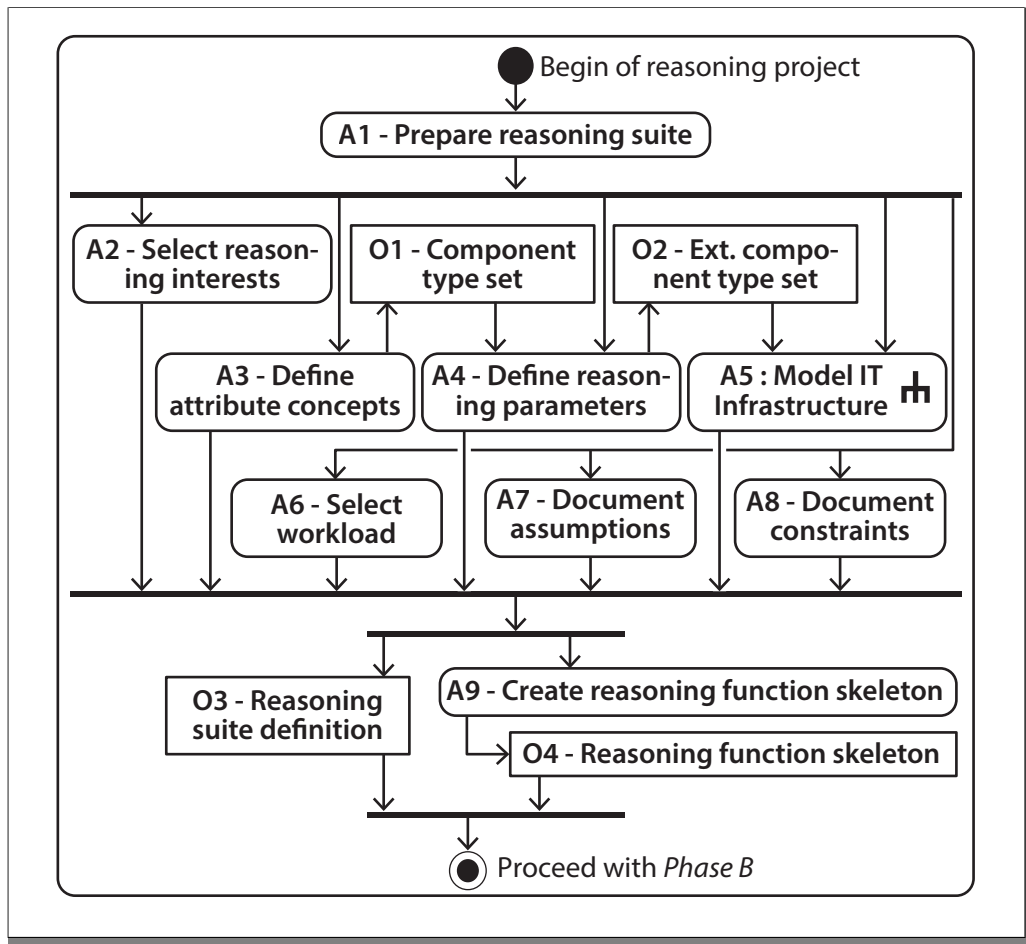 Begin of reasoning project
A1 - Prepare reasoning suite
A2 - Select reason-
ing interests
O1 - Component
type set
O2 - Ext. compo-
nent type set
A3 - Define
attribute concepts
A4 - Define reason-
ing parameters
A5 : Model IT
Infrastructure
A6 - Select
workload
A7 - Document
assumptions
A8 - Document
constraints
O3 - Reasoning
suite definition
A9 - Create reasoning function skeleton
O4 - Reasoning function skeleton
Proceed with Phase B